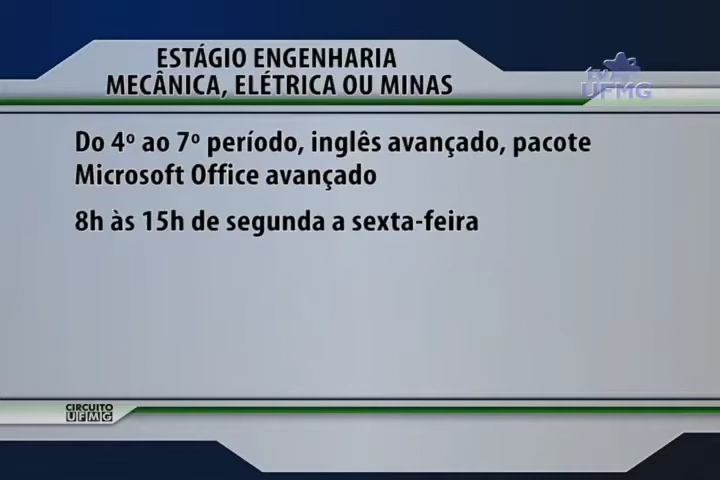 ESTÁGIO ENGENHARIA
MECÂNICA, ELÉTRICA OU MINAS
TV UFMG
Do 4º ao 7º período, inglês avançado, pacote
Microsoft Office avançado
8h às 15h de segunda a sexta-feira
CIRCUITO
UFMG